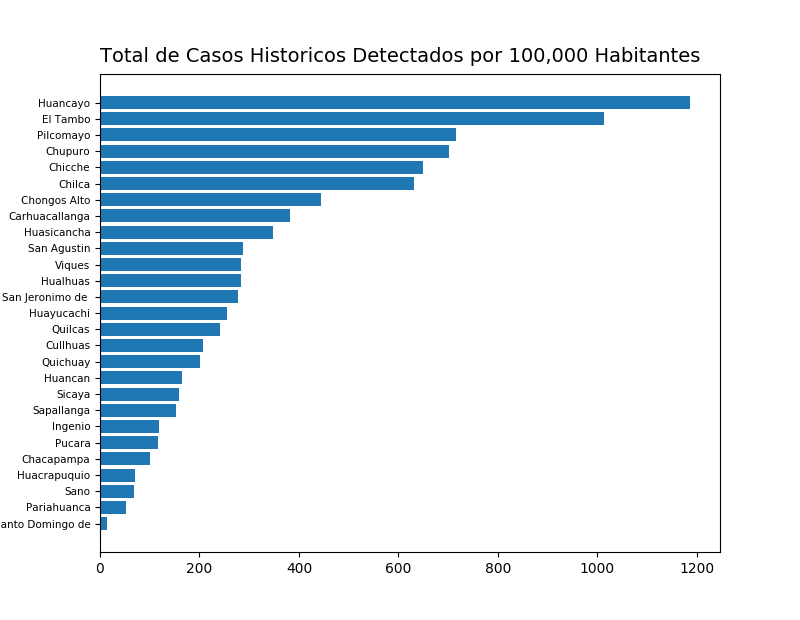 Total de Casos Historicos Detectados por 100,000 Habitantes
Huancayo
El Tambo
Pilcomayo
Chupuro
Chicche
Chilca
Chongos Alto
Carhuacallanga
Huasicancha
San Agustin
Viques
Hualhuas
San Jeronimo de
Huayucachi
Quilcas
Cullhuas
Quichuay
Huancan
Sicaya
Sapallanga
Ingenio
Pucara
Chacapampa
Huacrapuquio
Sano
Pariahuanca
anto Domingo de
0 200 400 600 800 1000 1200